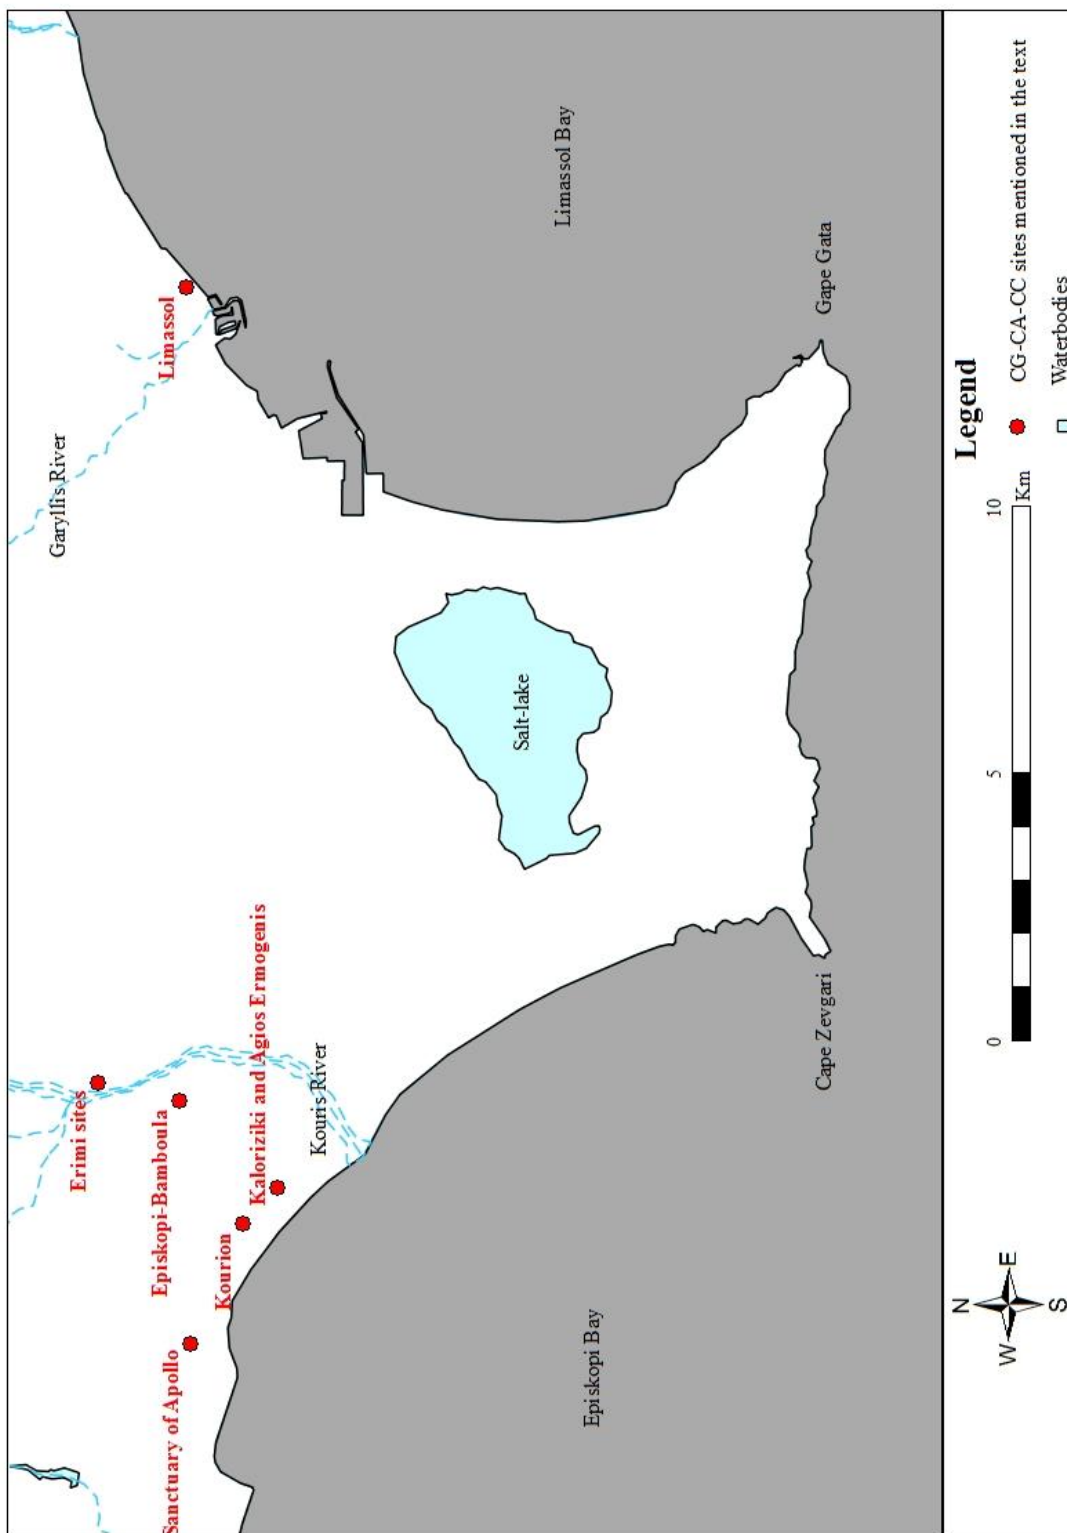 Garyllis River
Limassol
Limassol Bay
Gape Gata
Salt-lake
Erimi sites
Episkopi-Bamboula
Kourion
Kaloriziki and Agios Ermogenis
Kouris River
Sanctuary of Apollo
Episkopi Bay
Cape Zevgari
N
W
E
S
0
5
10
Km
Legend
CG-CA-CC sites mentioned in the text
Waterbodies